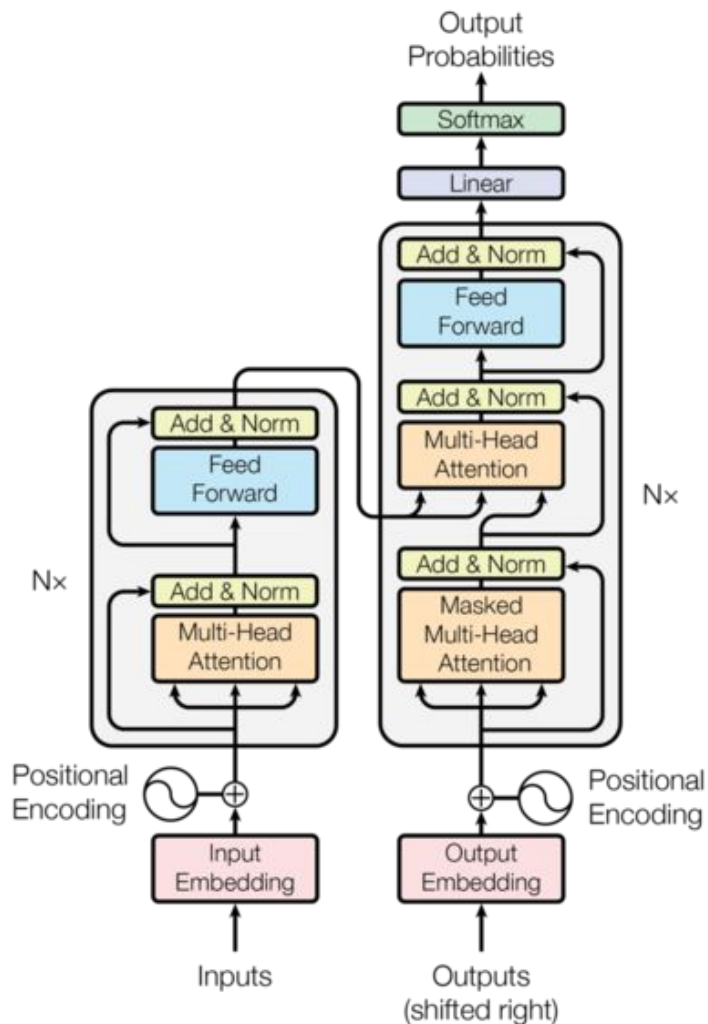 Output
Probabilities
Softmax
Linear
Add & Norm
Feed
Forward
Add & Norm
Multi-Head
Attention
N×
Add & Norm
Masked
Multi-Head
Attention
Add & Norm
Feed
Forward
N×
Add & Norm
Multi-Head
Attention
Positional
Encoding
Positional
Encoding
Input
Embedding
Output
Embedding
Inputs
Outputs
(shifted right)